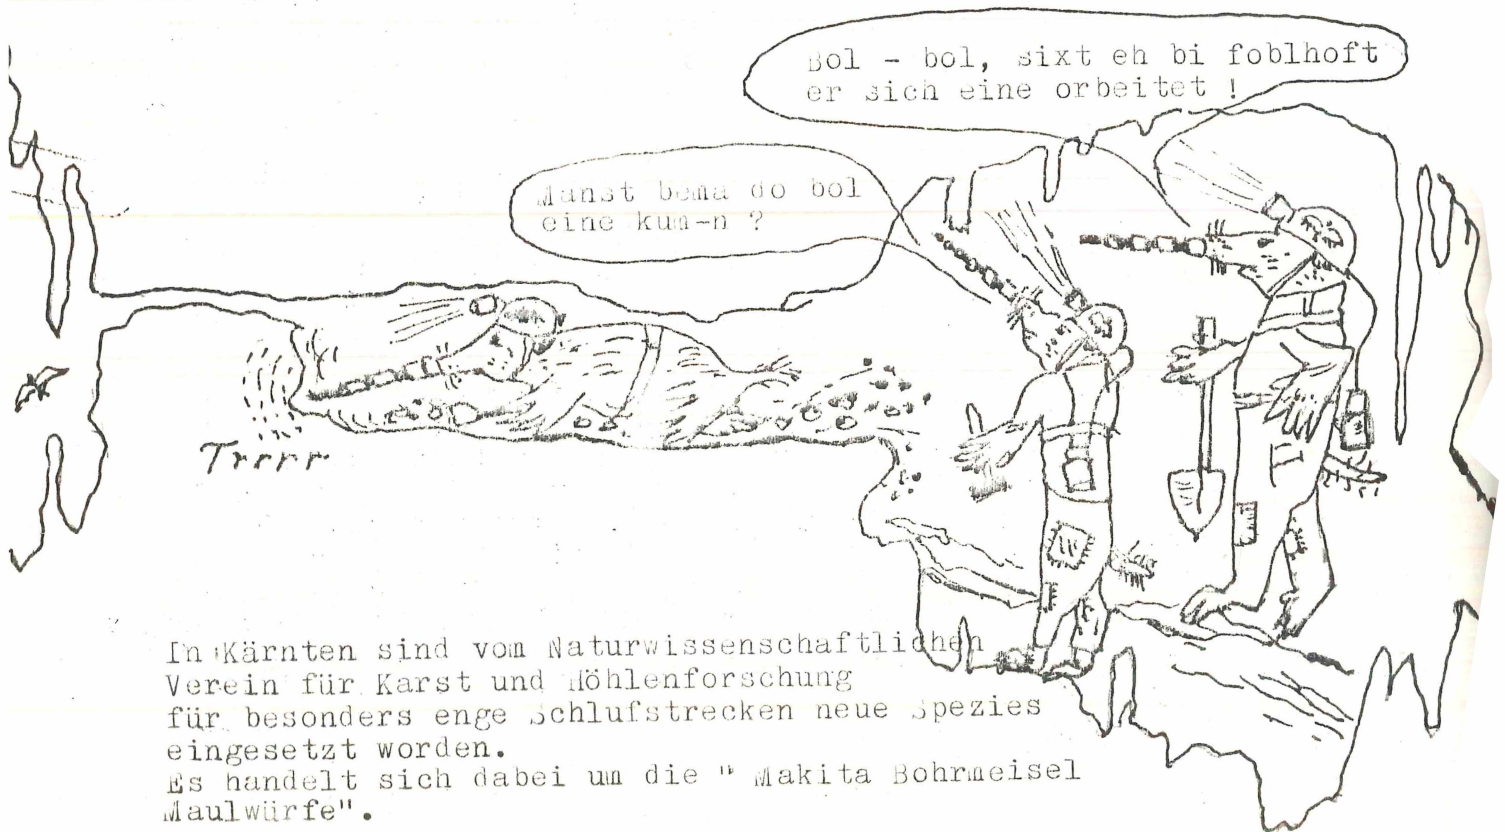 Bol - bol, sixt eh bi foblhoft
er sich eine orbeitet !
Manst bema do bol
eine kum-n ?
Trrrr
In Kärnten sind vom Naturwissenschaftlichen
Verein für Karst und Höhlenforschung
für besonders enge Schlufstrecken neue Spezies
eingesetzt worden.
Es handelt sich dabei um die " Makita Bohrmeisel
Maulwürfe".